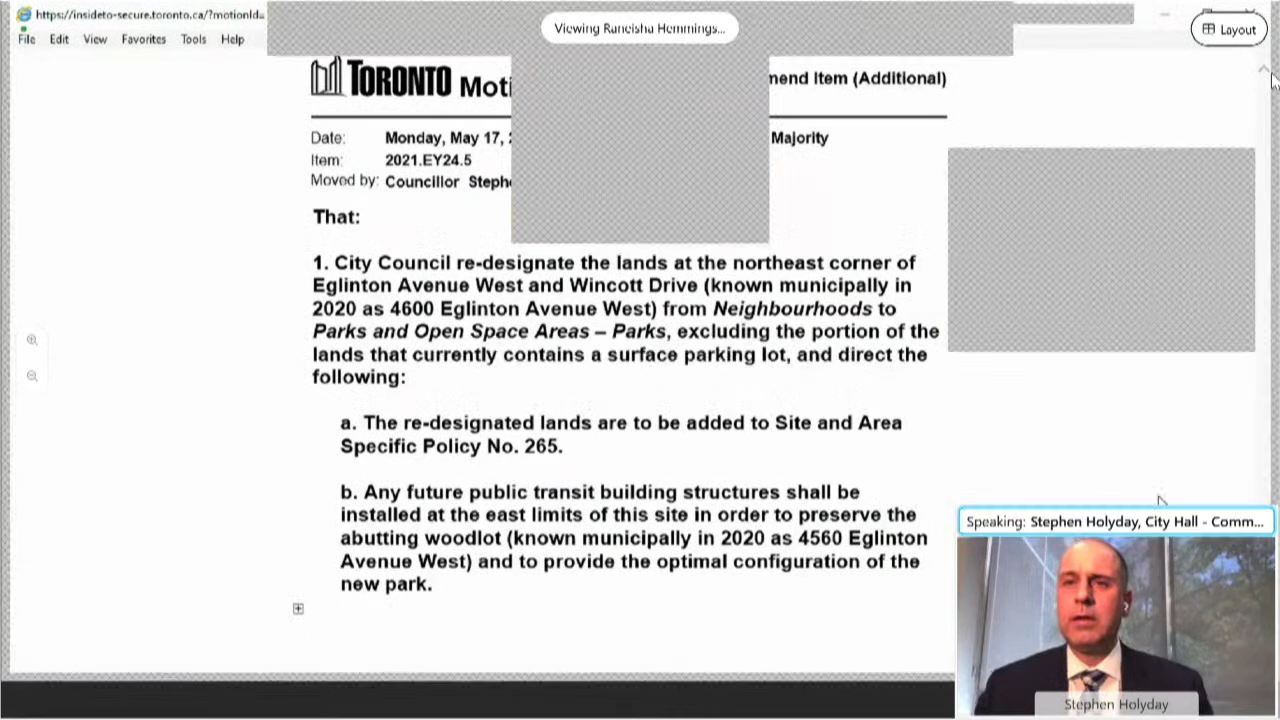 https://insideto-secure.toronto.ca/?motionId
Viewing Raneisha Hemmings...
Layout
File Edit View Favorites Tools Help
TORONTO Moti mend Item (Additional)
Date: Monday, May 17, Majority
Item: 2021.EY24.5
Moved by: Councillor Steph
That:
1. City Council re-designate the lands at the northeast corner of
Eglinton Avenue West and Wincott Drive (known municipally in
2020 as 4600 Eglinton Avenue West) from Neighbourhoods to
Parks and Open Space Areas – Parks, excluding the portion of the
lands that currently contains a surface parking lot, and direct the
following:
a. The re-designated lands are to be added to Site and Area
Specific Policy No. 265.
b. Any future public transit building structures shall be
installed at the east limits of this site in order to preserve the
abutting woodlot (known municipally in 2020 as 4560 Eglinton
Avenue West) and to provide the optimal configuration of the
new park.
Speaking: Stephen Holyday, City Hall - Comm...
Stephen Holyday